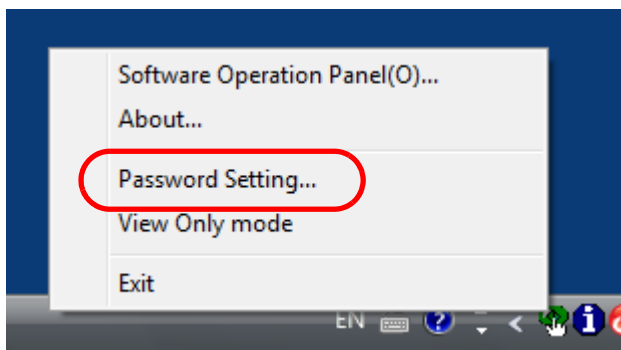 Software Operation Panel(O)...
About...
Password Setting...
View Only mode
Exit
EN